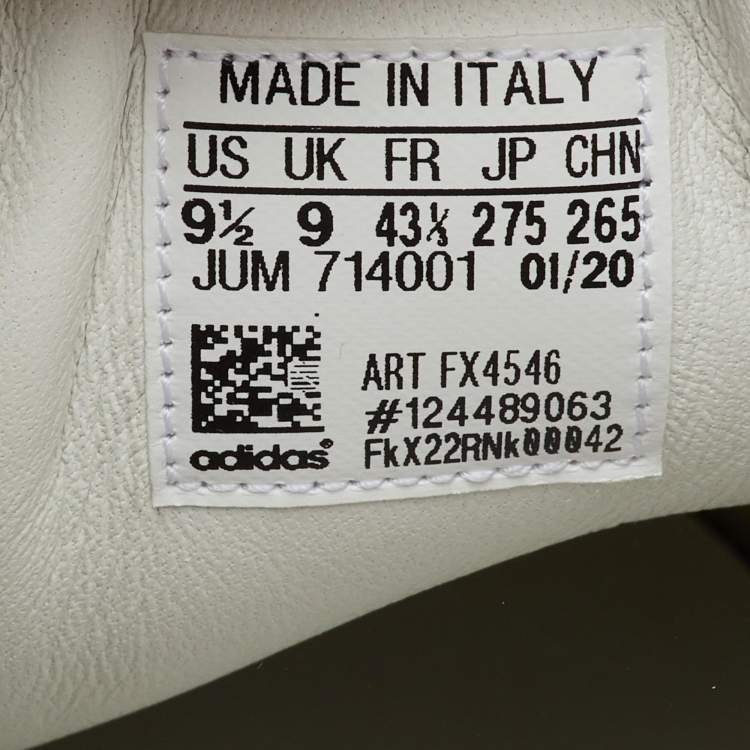 MADE IN ITALY
US UK FR JP CHN
9½ 9 43⅓ 275 265
JUM 714001 01/20
ART FX4546
#124489063
adidas®
FkX22RNk00042